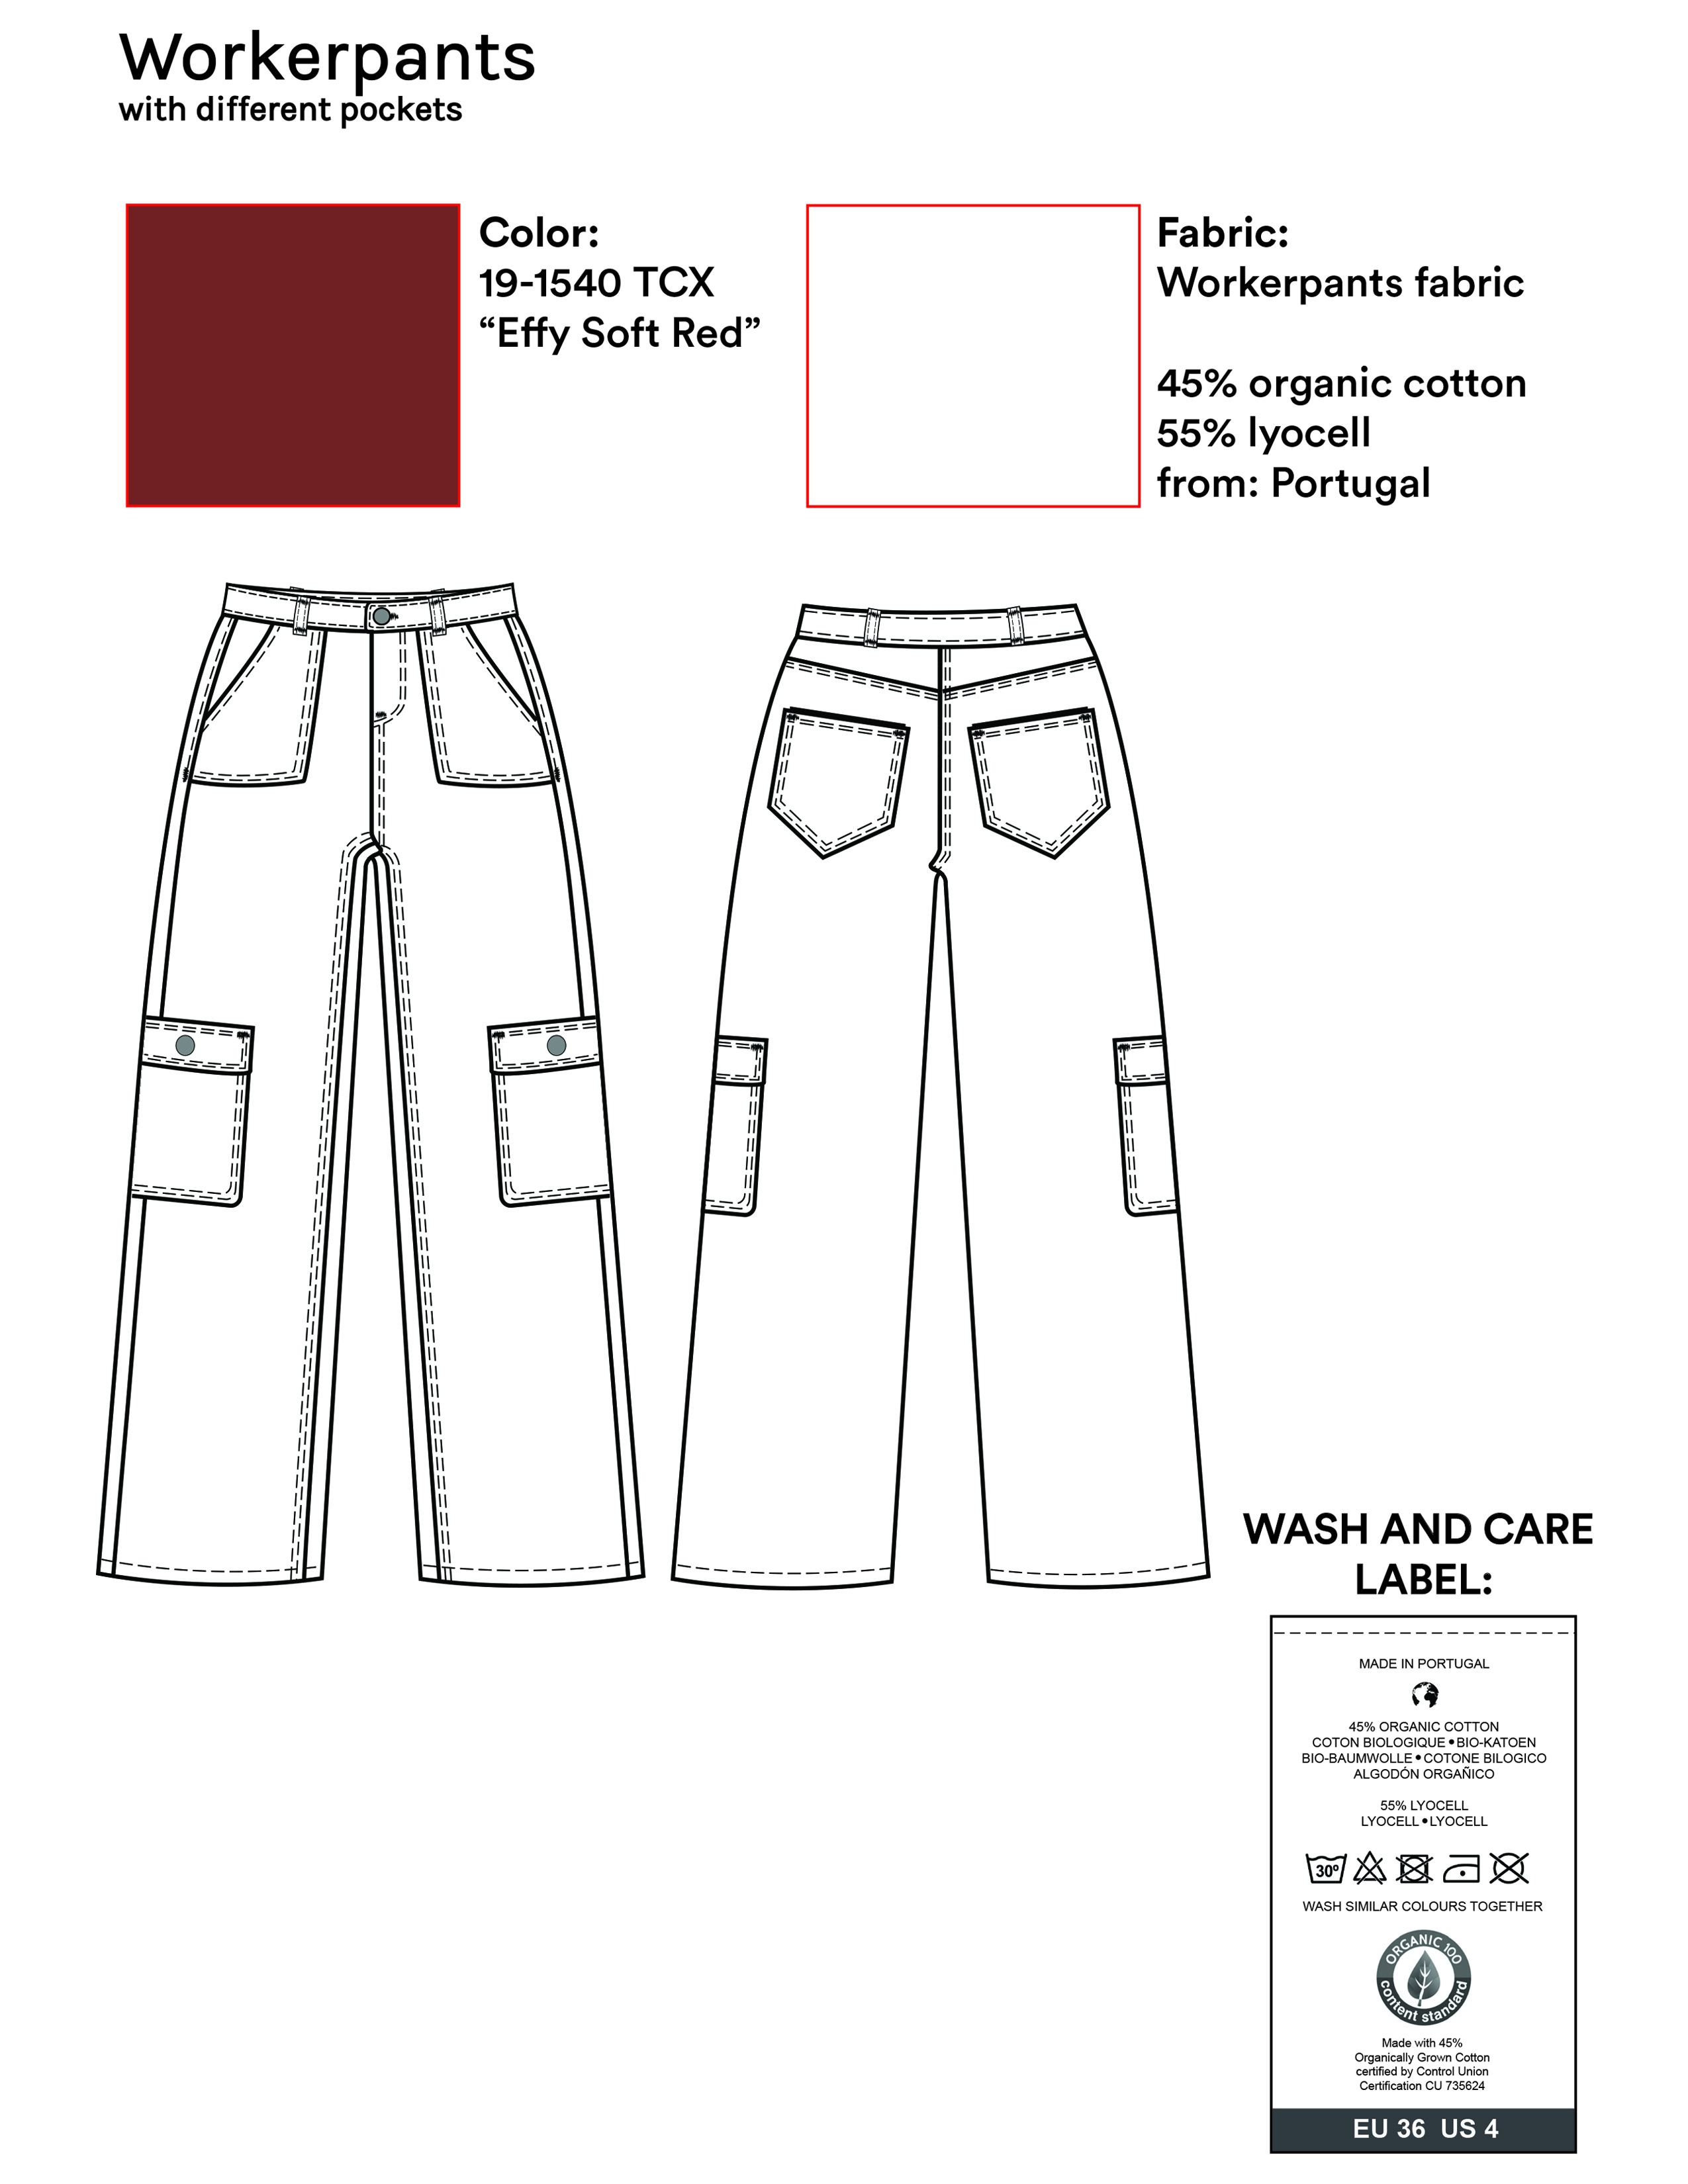 Workerpants
with different pockets
Color:
19-1540 TCX
“Effy Soft Red”
Fabric:
Workerpants fabric
45% organic cotton
55% lyocell
from: Portugal
WASH AND CARE
LABEL:
MADE IN PORTUGAL
45% ORGANIC COTTON
COTON BIOLOGIQUE • BIO-KATOEN
BIO-BAUMWOLLE • COTONE BILOGICO
ALGODÓN ORGAÑICO
55% LYOCELL
LYOCELL • LYOCELL
30º
WASH SIMILAR COLOURS TOGETHER
ORGANIC 100
content standard
Made with 45%
Organically Grown Cotton
certified by Control Union
Certification CU 735624
EU 36 US 4